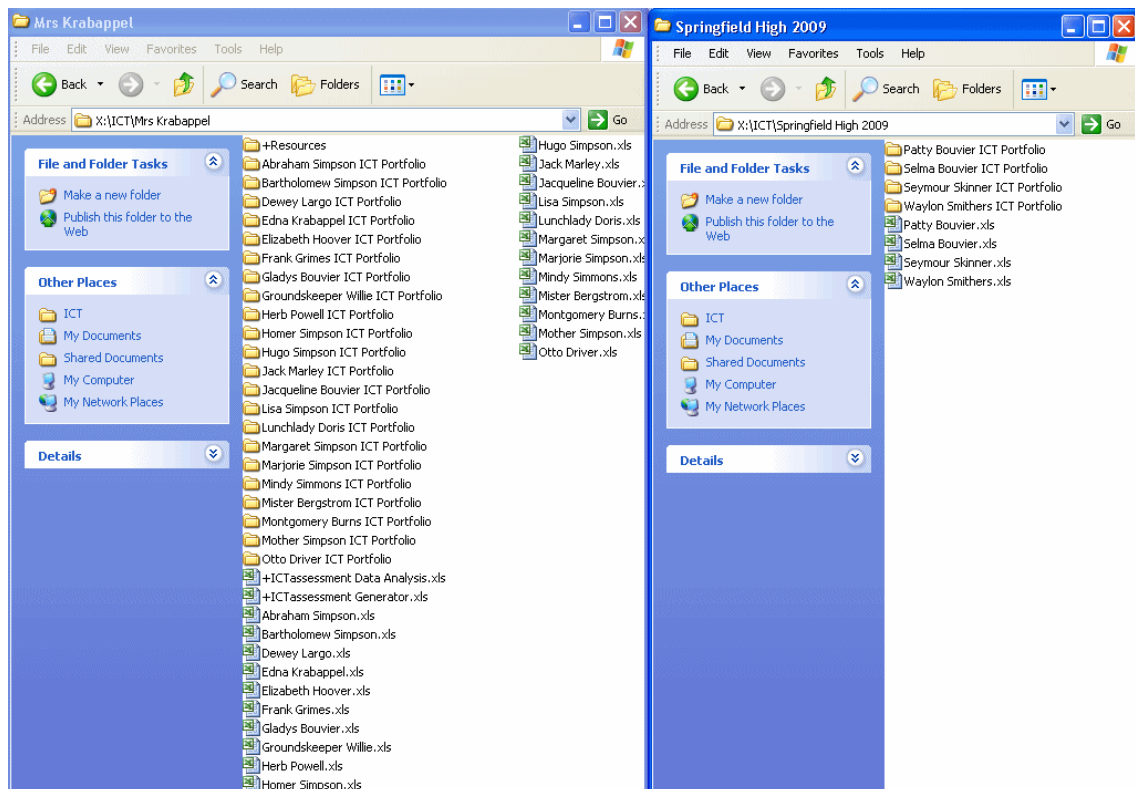 Mrs Krabappel
File Edit View Favorites Tools Help
Back Search Folders
Address X:\ICT\Mrs Krabappel Go
File and Folder Tasks
Make a new folder
Publish this folder to the
Web
Other Places
ICT
My Documents
Shared Documents
My Computer
My Network Places
Details
+Resources
Abraham Simpson ICT Portfolio
Bartholomew Simpson ICT Portfolio
Dewey Largo ICT Portfolio
Edna Krabappel ICT Portfolio
Elizabeth Hoover ICT Portfolio
Frank Grimes ICT Portfolio
Gladys Bouvier ICT Portfolio
Groundskeeper Willie ICT Portfolio
Herb Powell ICT Portfolio
Homer Simpson ICT Portfolio
Hugo Simpson ICT Portfolio
Jack Marley ICT Portfolio
Jacqueline Bouvier ICT Portfolio
Lisa Simpson ICT Portfolio
Lunchlady Doris ICT Portfolio
Margaret Simpson ICT Portfolio
Marjorie Simpson ICT Portfolio
Mindy Simmons ICT Portfolio
Mister Bergstrom ICT Portfolio
Montgomery Burns ICT Portfolio
Mother Simpson ICT Portfolio
Otto Driver ICT Portfolio
+ICTassessment Data Analysis.xls
+ICTassessment Generator.xls
Abraham Simpson.xls
Bartholomew Simpson.xls
Dewey Largo.xls
Edna Krabappel.xls
Elizabeth Hoover.xls
Frank Grimes.xls
Gladys Bouvier.xls
Groundskeeper Willie.xls
Herb Powell.xls
Homer Simpson.xls
Hugo Simpson.xls
Jack Marley.xls
Jacqueline Bouvier.x
Lisa Simpson.xls
Lunchlady Doris.xls
Margaret Simpson.x
Marjorie Simpson.xls
Mindy Simmons.xls
Mister Bergstrom.xls
Montgomery Burns.
Mother Simpson.xls
Otto Driver.xls
Springfield High 2009
File Edit View Favorites Tools Help
Back Search Folders
Address X:\ICT\Springfield High 2009 Go
File and Folder Tasks
Make a new folder
Publish this folder to the
Web
Other Places
ICT
My Documents
Shared Documents
My Computer
My Network Places
Details
Patty Bouvier ICT Portfolio
Selma Bouvier ICT Portfolio
Seymour Skinner ICT Portfolio
Waylon Smithers ICT Portfolio
Patty Bouvier.xls
Selma Bouvier.xls
Seymour Skinner.xls
Waylon Smithers.xls